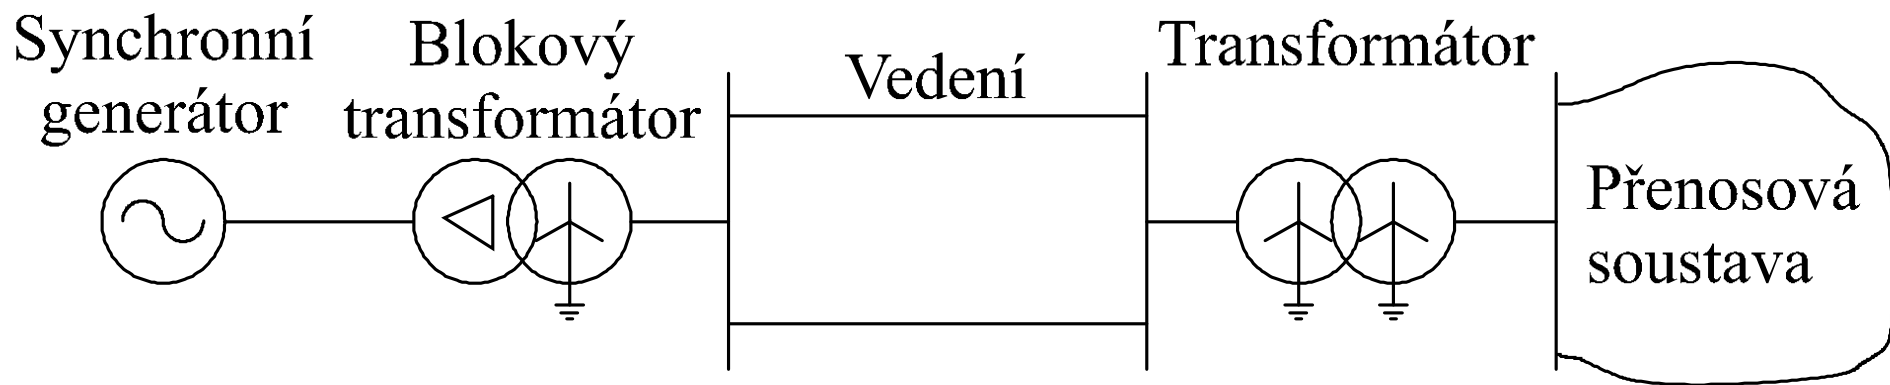 Synchronní
generátor
Blokový
transformátor
Vedení
Transformátor
Přenosová
soustava